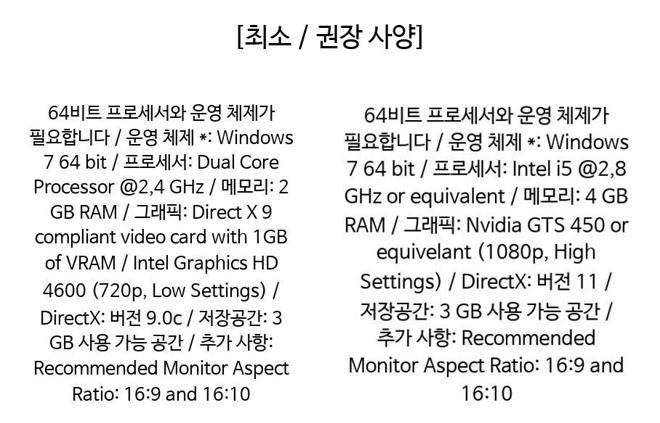 [최소 / 권장 사양]
64비트 프로세서와 운영 체제가
필요합니다 / 운영 체제 *: Windows
7 64 bit / 프로세서: Dual Core
Processor @2,4 GHz / 메모리: 2
GB RAM / 그래픽: Direct X 9
compliant video card with 1GB
of VRAM / Intel Graphics HD
4600 (720p, Low Settings) /
DirectX: 버전 9.0c / 저장공간: 3
GB 사용 가능 공간 / 추가 사항:
Recommended Monitor Aspect
Ratio: 16:9 and 16:10
64비트 프로세서와 운영 체제가
필요합니다 / 운영 체제 *: Windows
7 64 bit / 프로세서: Intel i5 @2,8
GHz or equivalent / 메모리: 4 GB
RAM / 그래픽: Nvidia GTS 450 or
equivelant (1080p, High
Settings) / DirectX: 버전 11 /
저장공간: 3 GB 사용 가능 공간 /
추가 사항: Recommended
Monitor Aspect Ratio: 16:9 and
16:10